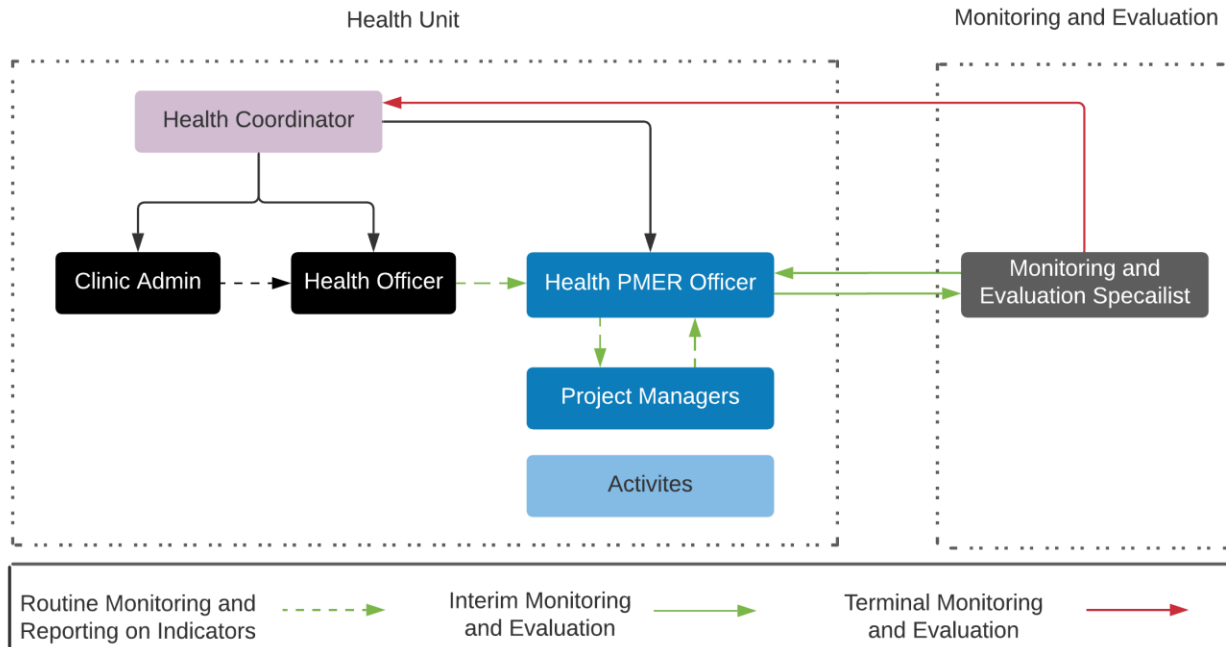 Health Unit
Monitoring and Evaluation
Health Coordinator
Clinic Admin
Health Officer
Health PMER Officer
Monitoring and
Evaluation Specailist
Project Managers
Activites
Routine Monitoring and
Reporting on Indicators
Interim Monitoring
and Evaluation
Terminal Monitoring
and Evaluation